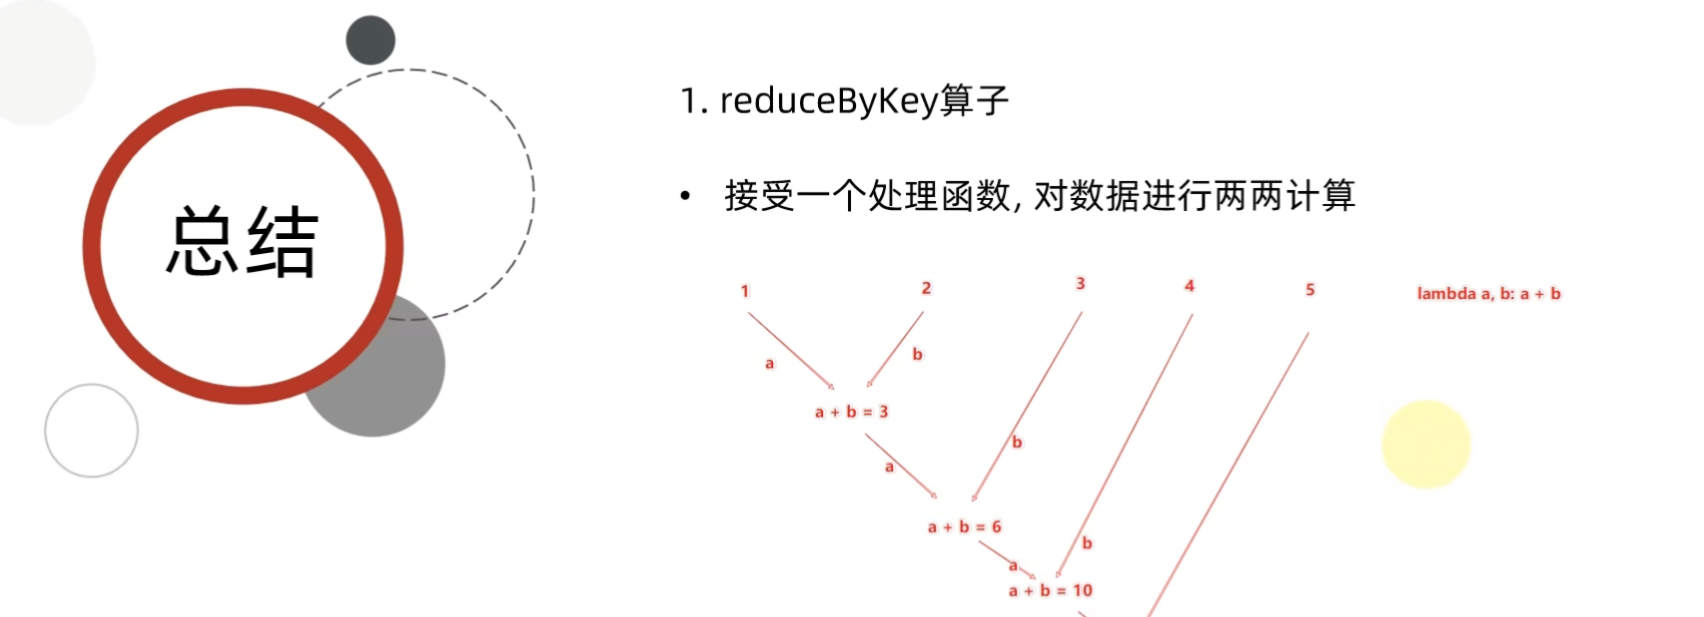 总结
1. reduceByKey算子
• 接受一个处理函数, 对数据进行两两计算
1 2 3 4 5 lambda a, b: a + b
a b
a + b = 3
b
a
a + b = 6
b
a
a + b = 10